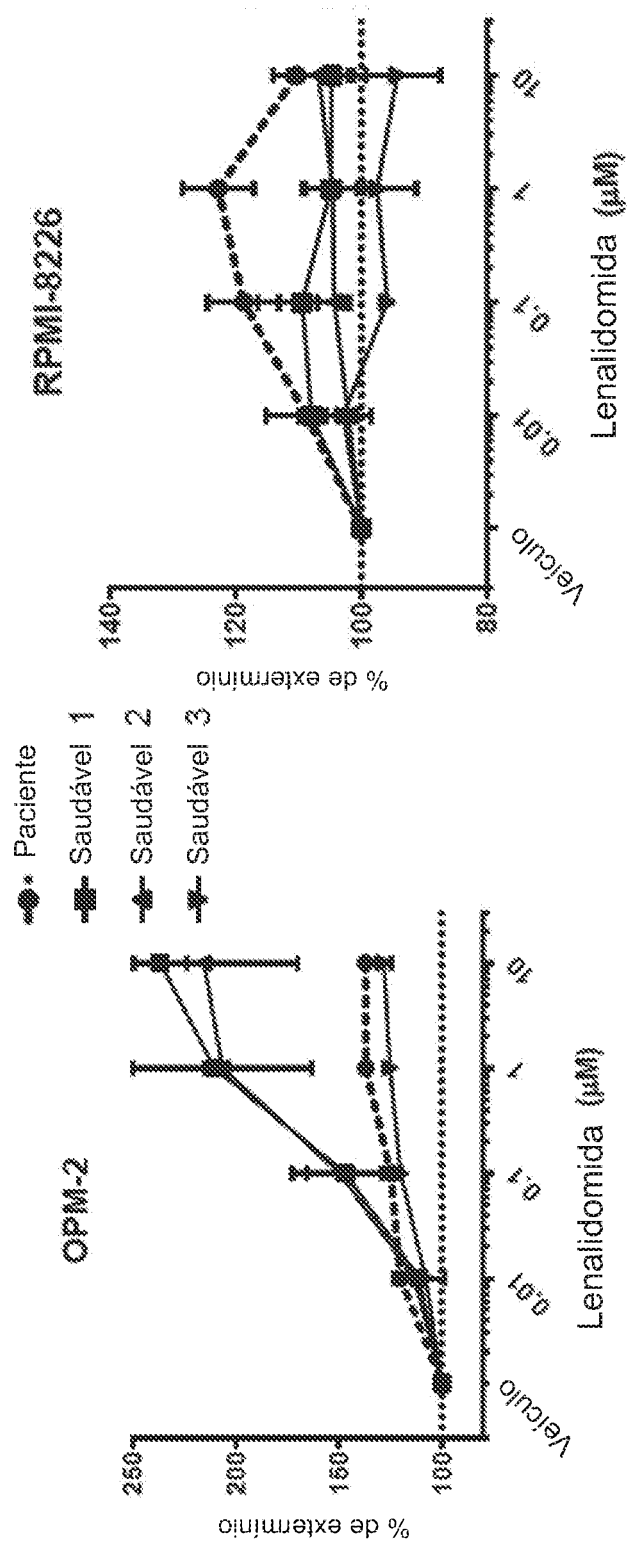 OPM-2
% de extermínio
250
200
150
100
Veículo
0,01
0,1
1
10
Lenalidomida (µM)
Paciente
Saudável 1
Saudável 2
Saudável 3
RPMI-8226
% de extermínio
140
120
100
80
Veículo
0,01
0,1
1
10
Lenalidomida (µM)